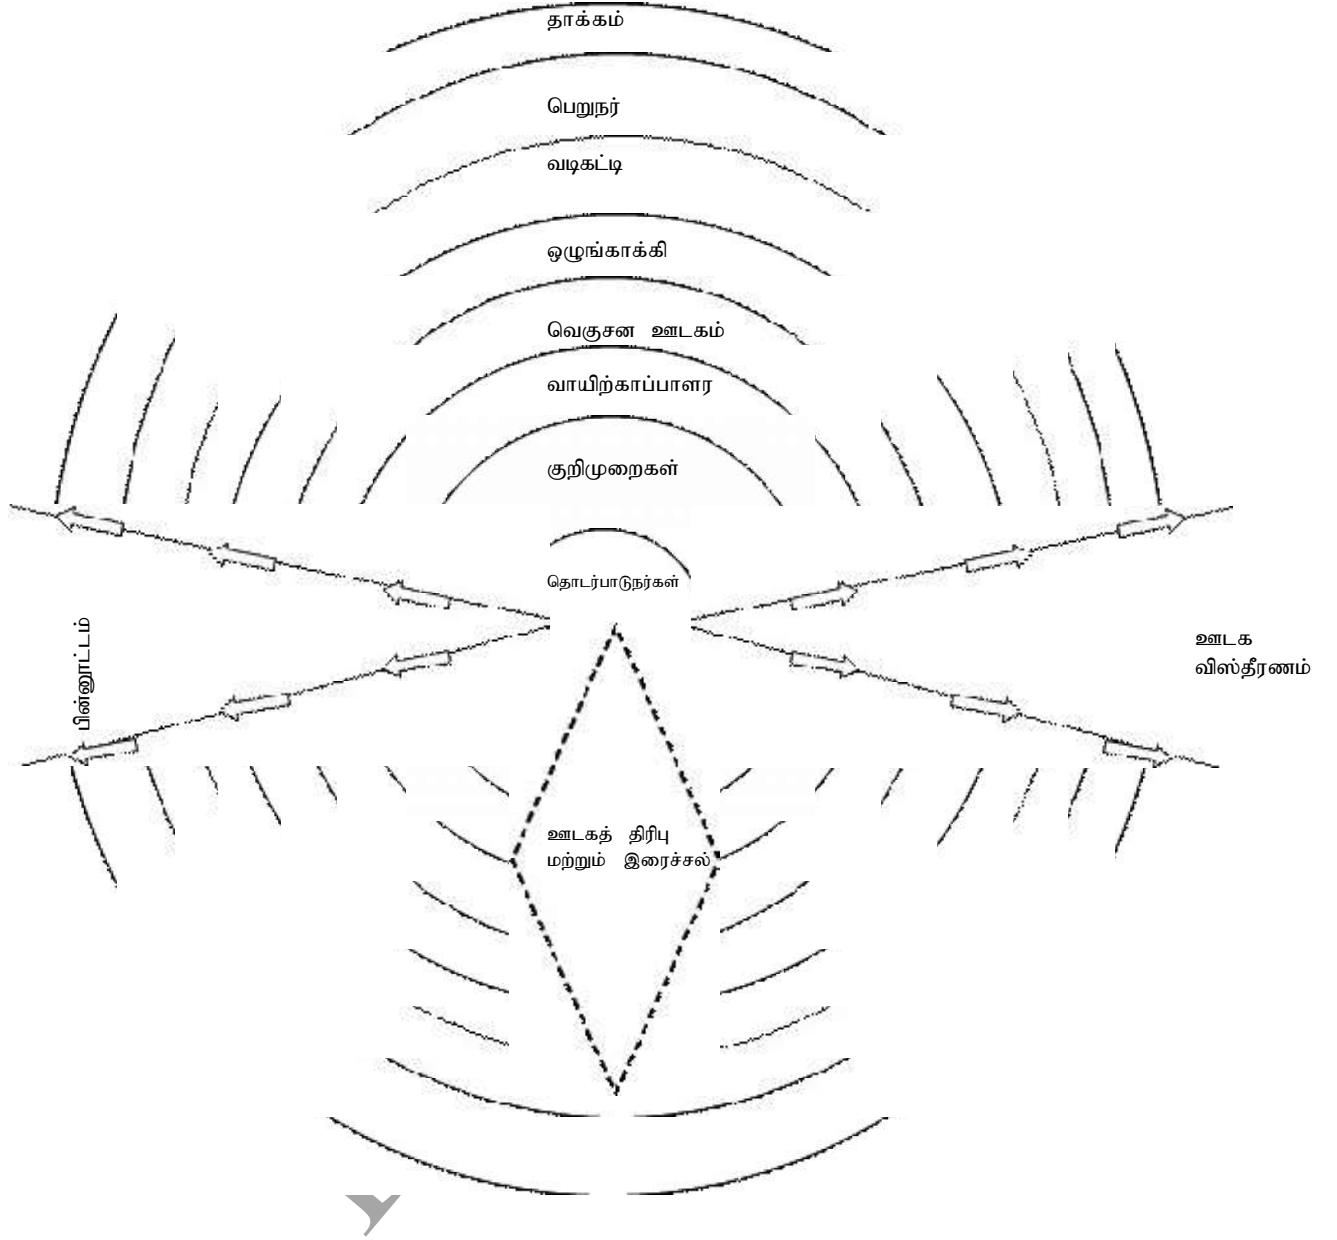 தாக்கம்
பெறுநர்
வடிகட்டி
ஒழுங்காக்கி
வெகுசன ஊடகம்
வாயிற்காப்பாளர
குறிமுறைகள்
தொடர்பாடுநர்கள்
பின்னூட்டம்
ஊடக
விஸ்தீரணம்
ஊடகத் திரிபு
மற்றும் இரைச்சல்